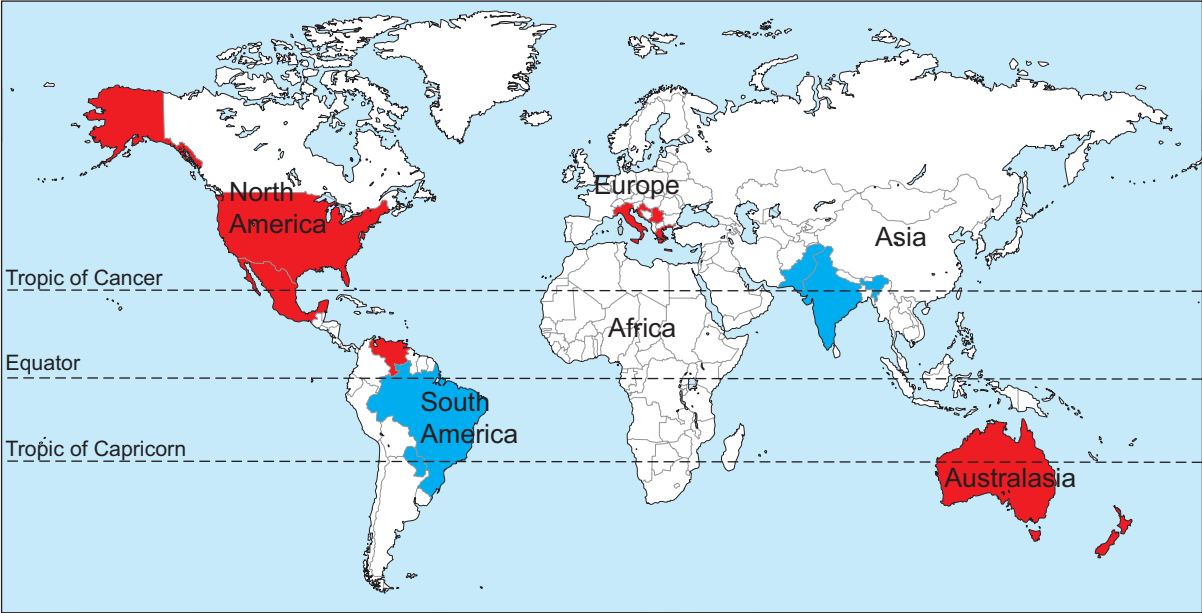 North
America
Europe
Asia
Tropic of Cancer
Africa
Equator
South
America
Tropic of Capricorn
Australasia